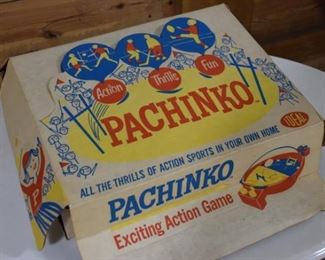 Action
Thrills
Fun
PACHINKO
IDEAL
ALL THE THRILLS OF ACTION SPORTS IN YOUR OWN HOME
P
PACHINKO
Exciting Action Game